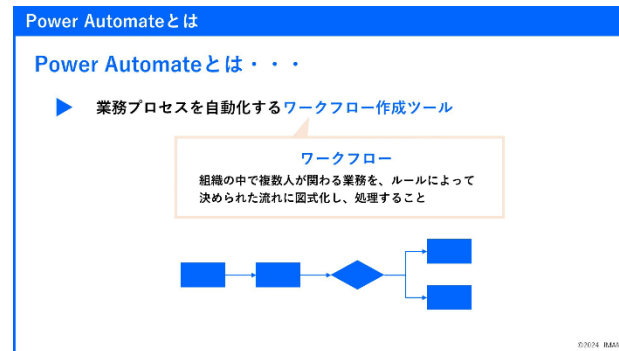 Power Automateとは
Power Automateとは・・・
業務プロセスを自動化するワークフロー作成ツール
ワークフロー
組織の中で複数人が関わる業務を、ルールによって
決められた流れに図式化し、処理すること
©2024 IMAM